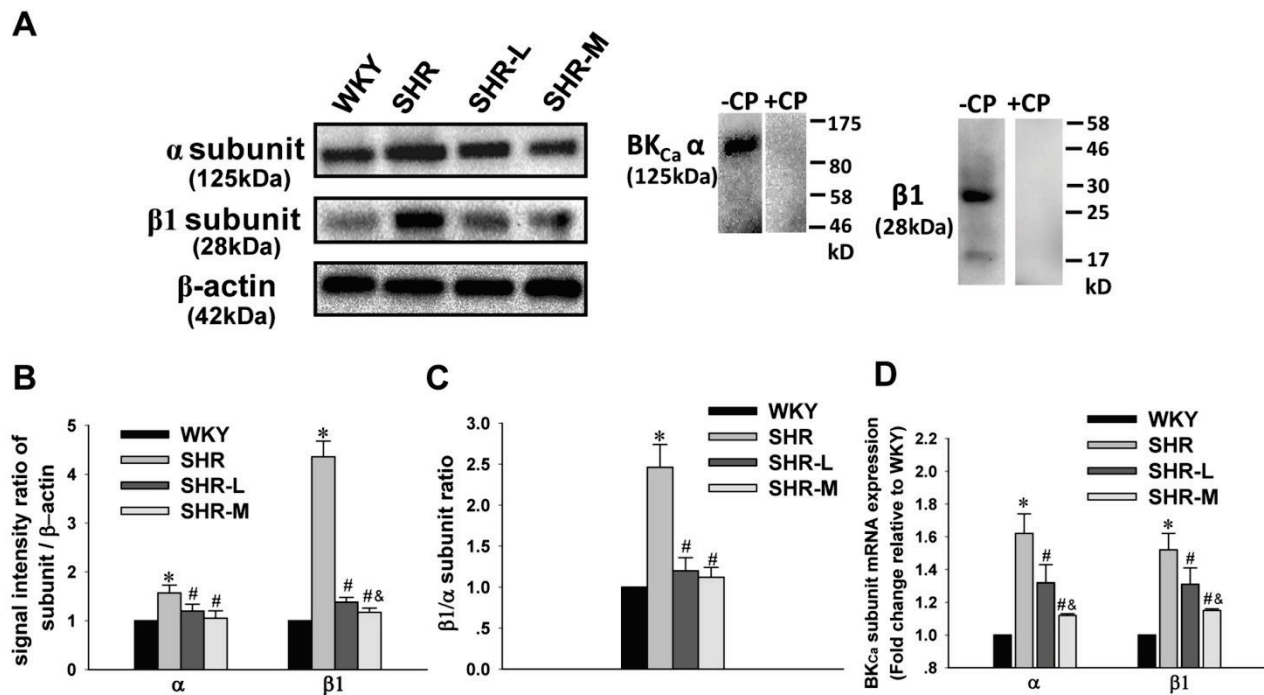 A
WKY
SHR
SHR-L
SHR-M
α subunit
(125kDa)
β1 subunit
(28kDa)
β-actin
(42kDa)
-CP +CP
BKCa α
(125kDa)
175
80
58
46
kD
-CP +CP
β1
(28kDa)
58
46
30
25
17
kD
B
signal intensity ratio of
subunit / β–actin
5
4
3
2
1
0
WKY
SHR
SHR-L
SHR-M
*
#
#
*
#
#&
α
β1
C
β1/α subunit ratio
3.0
2.5
2.0
1.5
1.0
.5
0.0
WKY
SHR
SHR-L
SHR-M
*
#
#
D
BKCa subunit mRNA expression
(Fold change relative to WKY)
2.2
2.0
1.8
1.6
1.4
1.2
1.0
.8
WKY
SHR
SHR-L
SHR-M
*
#
#&
*
#
#&
α
β1